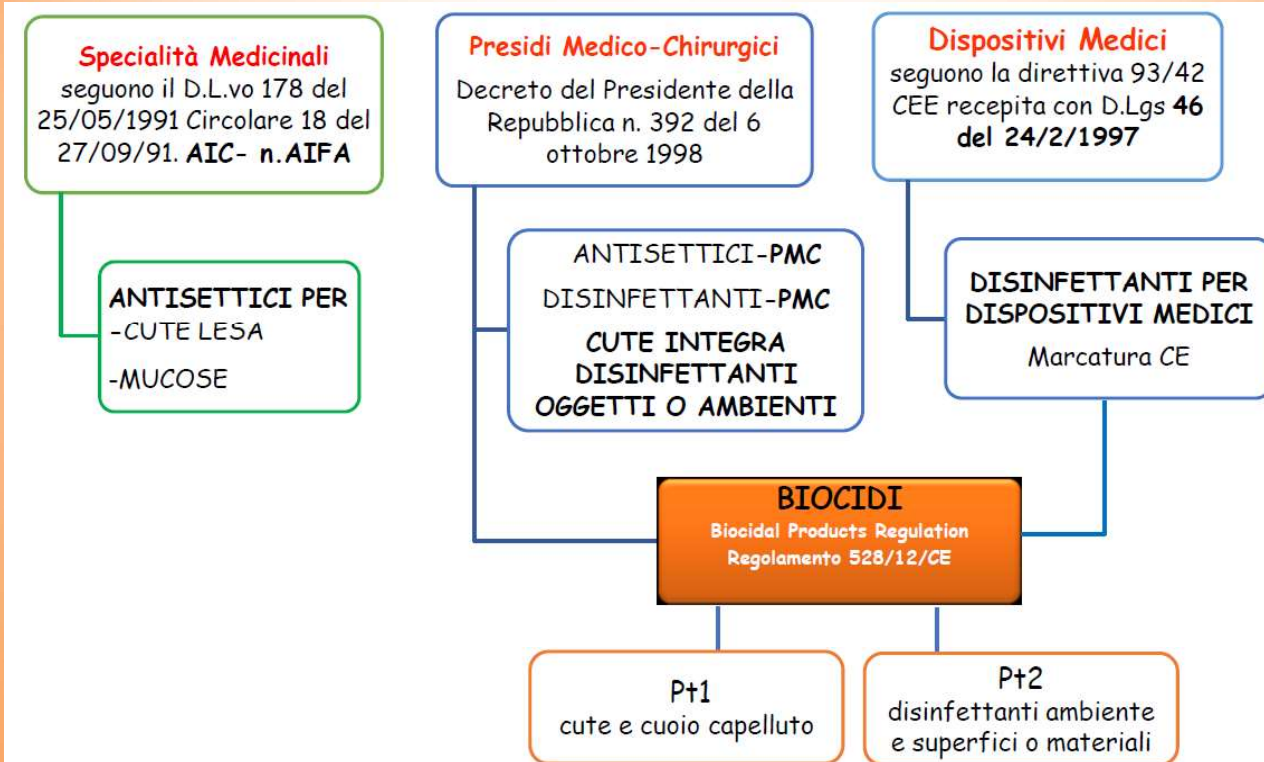 Specialità Medicinali
seguono il D.L.vo 178 del
25/05/1991 Circolare 18 del
27/09/91. AIC- n.AIFA
ANTISETTICI PER
-CUTE LESA
-MUCOSE
Presidi Medico-Chirurgici
Decreto del Presidente della
Repubblica n. 392 del 6
ottobre 1998
ANTISETTICI-PMC
DISINFETTANTI-PMC
CUTE INTEGRA
DISINFETTANTI
OGGETTI O AMBIENTI
Dispositivi Medici
seguono la direttiva 93/42
CEE recepita con D.Lgs 46
del 24/2/1997
DISINFETTANTI PER
DISPOSITIVI MEDICI
Marcatura CE
BIOCIDI
Biocidal Products Regulation
Regolamento 528/12/CE
Pt1
cute e cuoio capelluto
Pt2
disinfettanti ambiente
e superfici o materiali